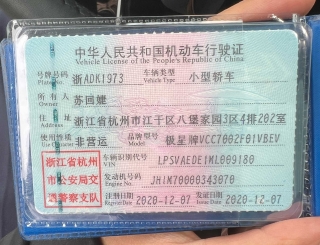 中华人民共和国机动车行驶证
Vehicle License of the People's Republic of China
号牌号码 Plate No. 浙ADK1973 车辆类型 Vehicle Type 小型轿车
所有人 Owner 苏回嫦
住址 Address 浙江省杭州市江干区八堡家园3区4排202室
使用性质 Use Character 非营运 品牌型号 Model 极星牌VCC7002F01VBEV
浙江省杭州市公安局交通警察支队
车辆识别代号 VIN LPSVAEDE1ML009180
发动机号码 Engine No. JHIM70000343070
注册日期 Register Date 2020-12-07 发证日期 Issue Date 2020-12-07